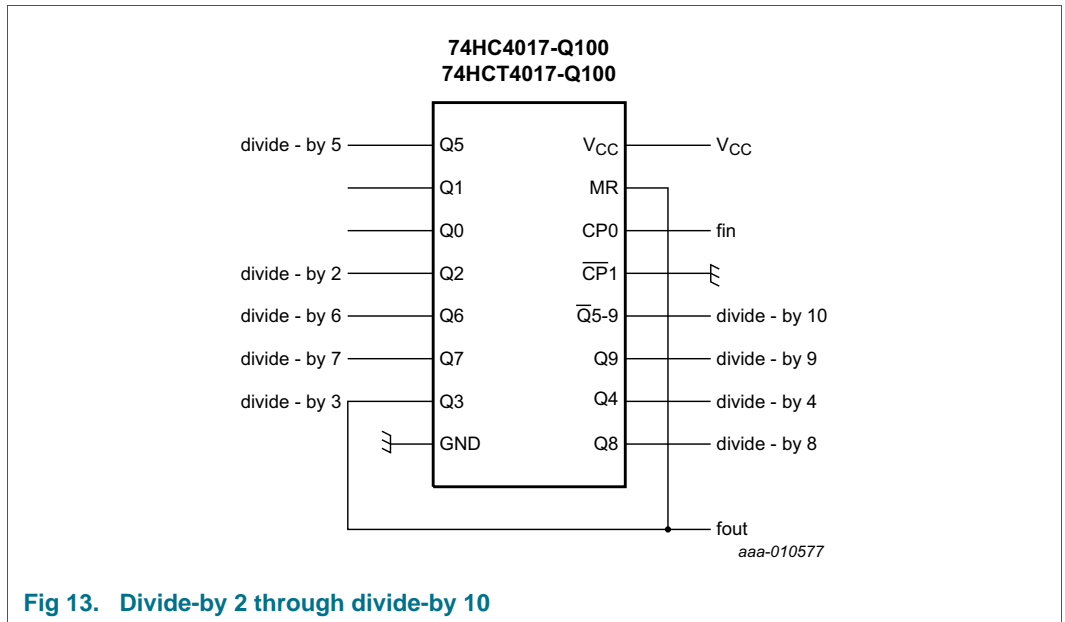 74HC4017-Q100
74HCT4017-Q100
divide - by 5 Q5 VCC VCC
Q1 MR
Q0 CP0 fin
divide - by 2 Q2 C̅P̅1
divide - by 6 Q6 Q̅5-9 divide - by 10
divide - by 7 Q7 Q9 divide - by 9
divide - by 3 Q3 Q4 divide - by 4
GND Q8 divide - by 8
fout
aaa-010577
Fig 13. Divide-by 2 through divide-by 10